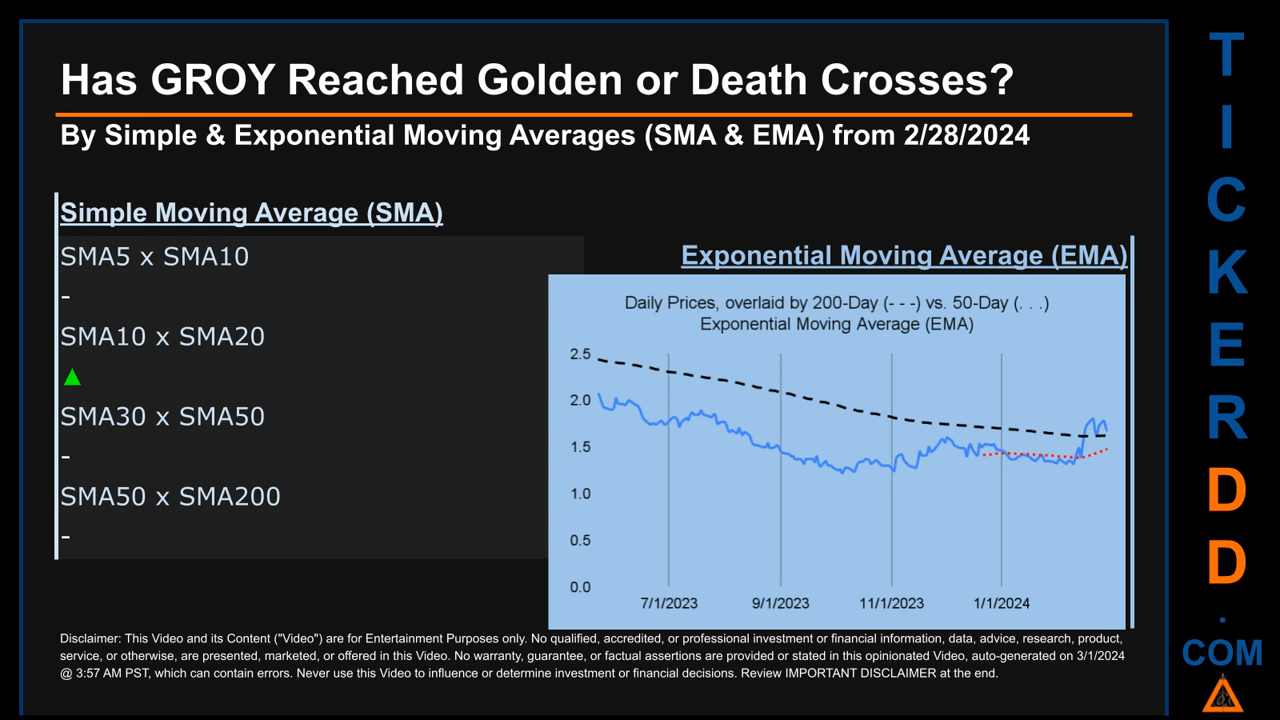 Has GROY Reached Golden or Death Crosses?
By Simple & Exponential Moving Averages (SMA & EMA) from 2/28/2024
Simple Moving Average (SMA)
SMA5 x SMA10
-
SMA10 x SMA20
▲
SMA30 x SMA50
-
SMA50 x SMA200
-
Exponential Moving Average (EMA)
Daily Prices, overlaid by 200-Day (- - -) vs. 50-Day (. . .)
Exponential Moving Average (EMA)
2.5
2.0
1.5
1.0
0.5
0.0
7/1/2023 9/1/2023 11/1/2023 1/1/2024
Disclaimer: This Video and its Content ("Video") are for Entertainment Purposes only. No qualified, accredited, or professional investment or financial information, data, advice, research, product,
service, or otherwise, are presented, marketed, or offered in this Video. No warranty, guarantee, or factual assertions are provided or stated in this opinionated Video, auto-generated on 3/1/2024
@ 3:57 AM PST, which can contain errors. Never use this Video to influence or determine investment or financial decisions. Review IMPORTANT DISCLAIMER at the end.
T
I
C
K
E
R
D
D
.
COM